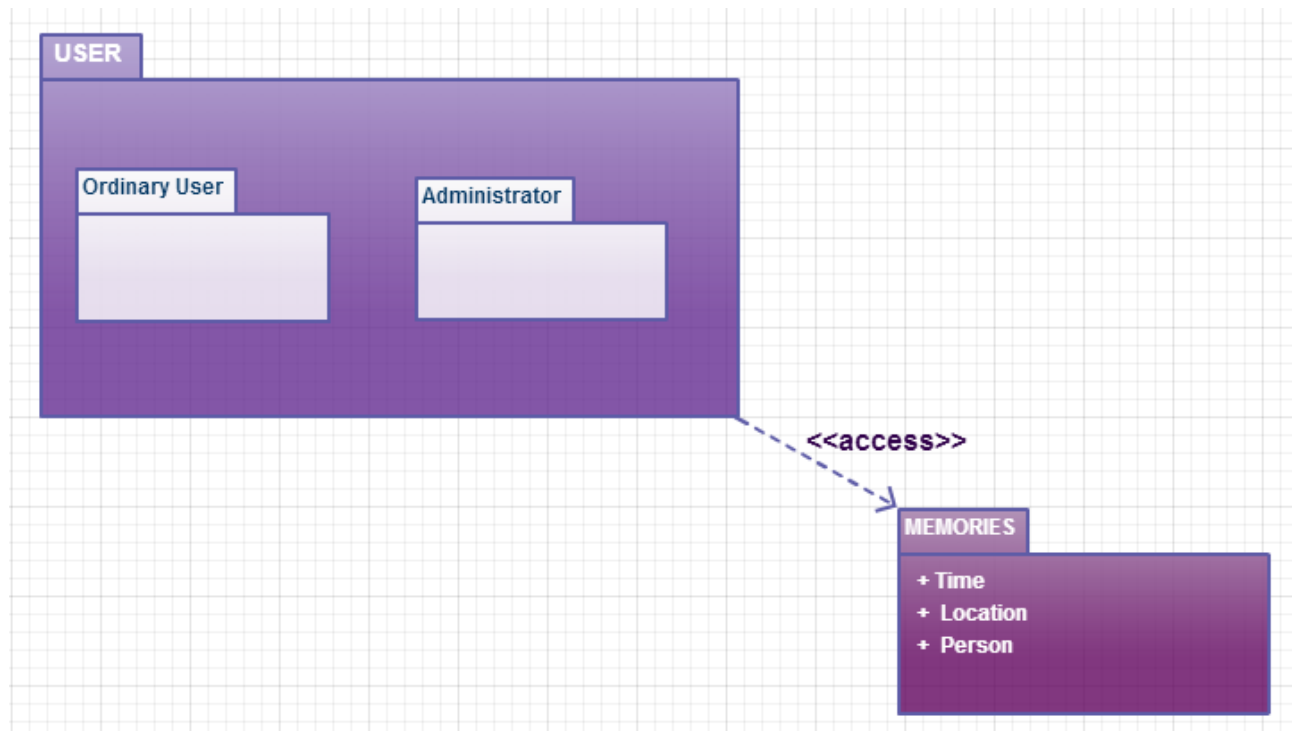 USER
Ordinary User
Administrator
<<access>>
MEMORIES
+ Time
+ Location
+ Person